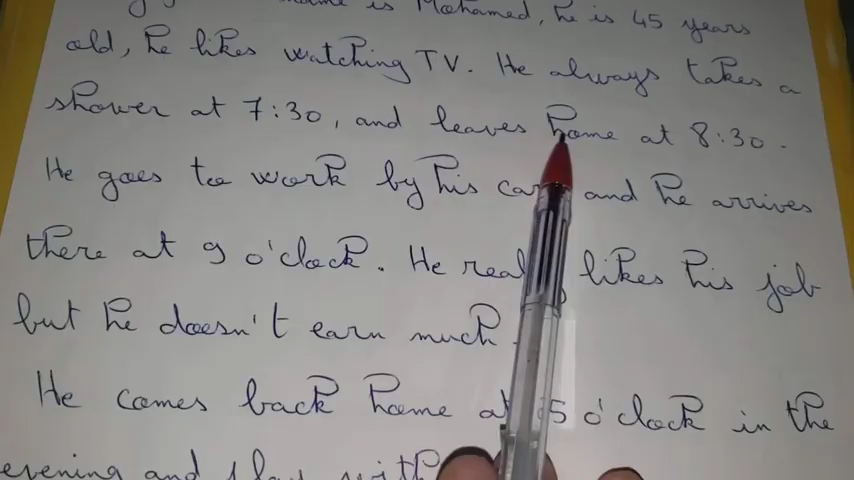 name is Mohamed, he is 45 years
old, he likes watching TV. He always takes a
shower at 7:30, and leaves home at 8:30.
He goes to work by his car and he arrives
there at 9 o'clock. He really likes his job
but he doesn't earn much.
He comes back home at 5 o'clock in the
evening and play with